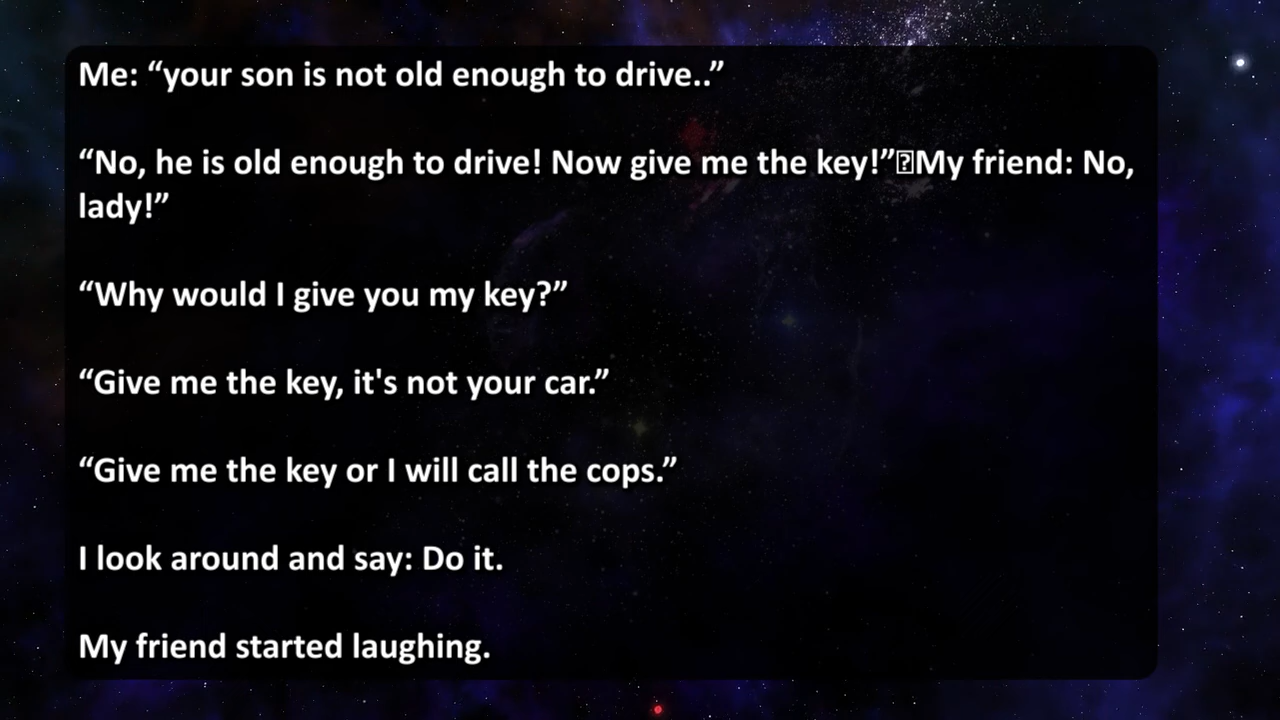 Me: “your son is not old enough to drive..”
“No, he is old enough to drive! Now give me the key!”⍰My friend: No,
lady!”
“Why would I give you my key?”
“Give me the key, it's not your car.”
“Give me the key or I will call the cops.”
I look around and say: Do it.
My friend started laughing.